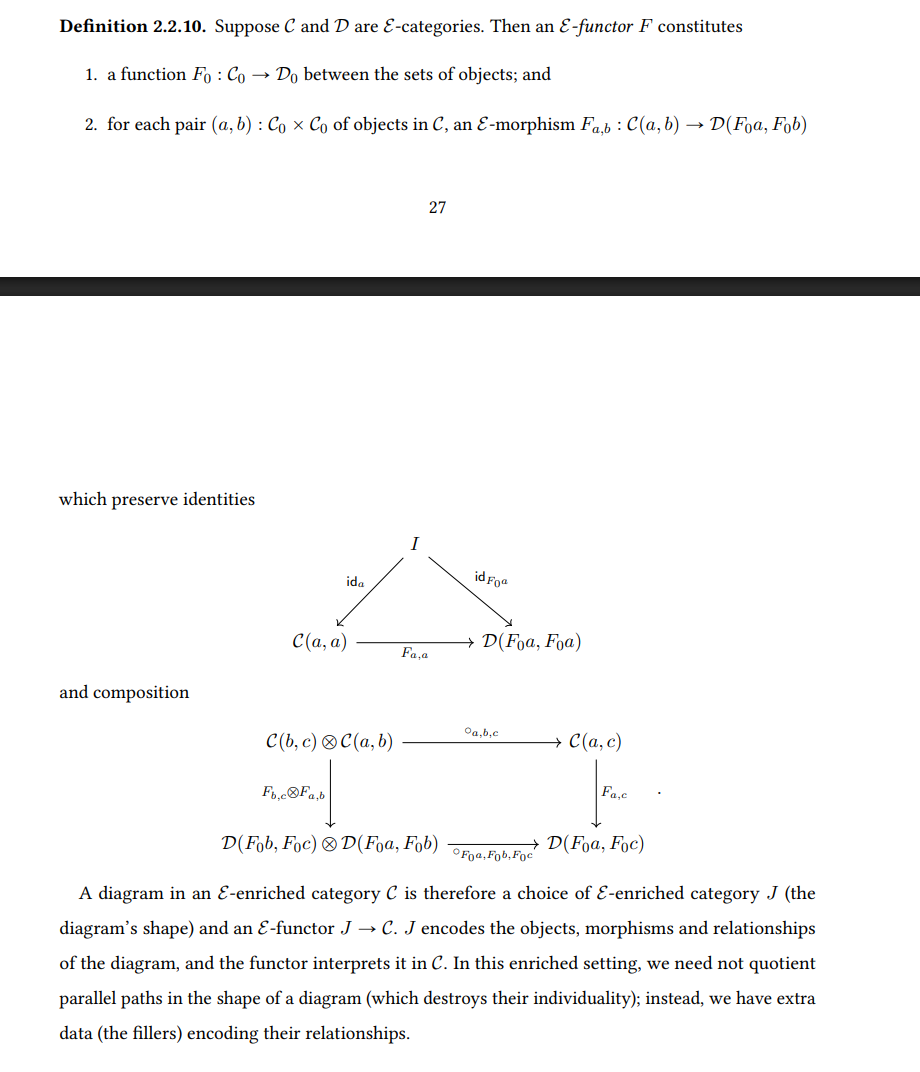 Definition 2.2.10. Suppose 𝒞 and 𝒟 are ℰ-categories. Then an ℰ-functor F constitutes
1. a function F₀ : 𝒞₀ → 𝒟₀ between the sets of objects; and
2. for each pair (a, b) : 𝒞₀ × 𝒞₀ of objects in 𝒞, an ℰ-morphism F_{a,b} : 𝒞(a, b) → 𝒟(F₀a, F₀b)
27
which preserve identities
I
id_a id_{F₀a}
𝒞(a, a) → 𝒟(F₀a, F₀a)
F_{a,a}
and composition
∘_{a,b,c}
𝒞(b, c) ⊗ 𝒞(a, b) → 𝒞(a, c)
F_{b,c}⊗F_{a,b} F_{a,c} .
𝒟(F₀b, F₀c) ⊗ 𝒟(F₀a, F₀b) → 𝒟(F₀a, F₀c)
∘_{F₀a,F₀b,F₀c}
A diagram in an ℰ-enriched category 𝒞 is therefore a choice of ℰ-enriched category J (the
diagram's shape) and an ℰ-functor J → 𝒞. J encodes the objects, morphisms and relationships
of the diagram, and the functor interprets it in 𝒞. In this enriched setting, we need not quotient
parallel paths in the shape of a diagram (which destroys their individuality); instead, we have extra
data (the fillers) encoding their relationships.